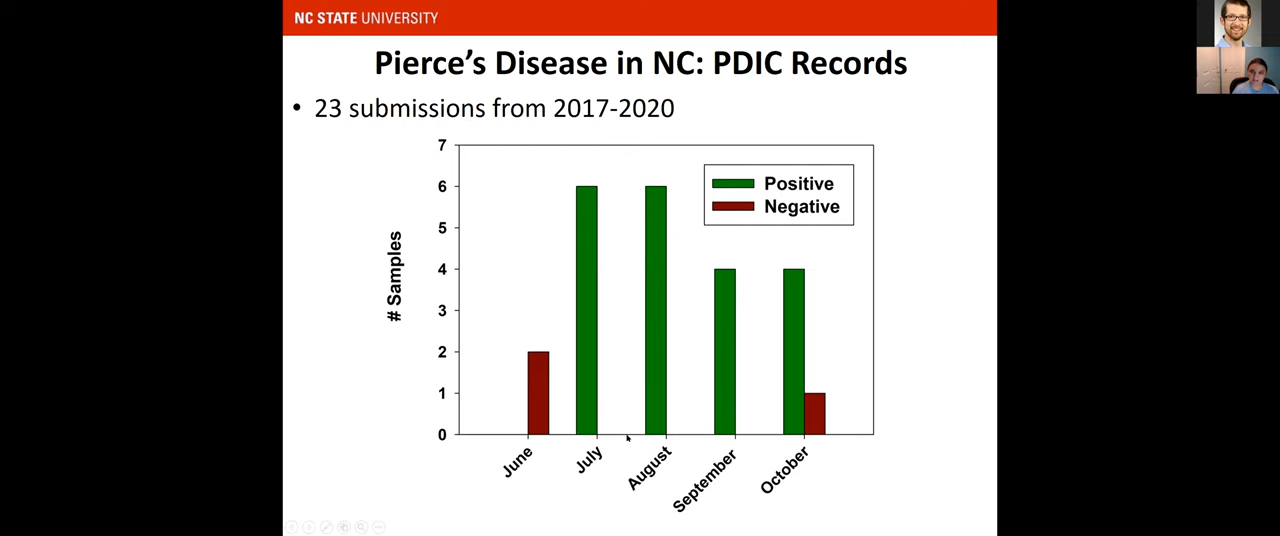 NC STATE UNIVERSITY
Pierce's Disease in NC: PDIC Records
• 23 submissions from 2017-2020
7
6
5
4
3
2
1
0
# Samples
Positive
Negative
June
July
August
September
October